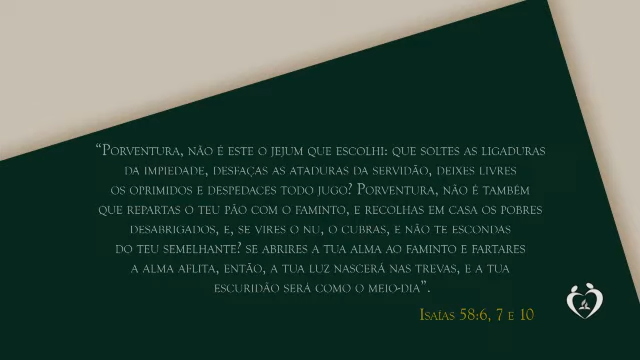 “Porventura, não é este o jejum que escolhi: que soltes as ligaduras
da impiedade, desfaças as ataduras da servidão, deixes livres
os oprimidos e despedaces todo jugo? Porventura, não é também
que repartas o teu pão com o faminto, e recolhas em casa os pobres
desabrigados, e, se vires o nu, o cubras, e não te escondas
do teu semelhante? se abrires a tua alma ao faminto e fartares
a alma aflita, então, a tua luz nascerá nas trevas, e a tua
escuridão será como o meio-dia”.
Isaías 58:6, 7 e 10